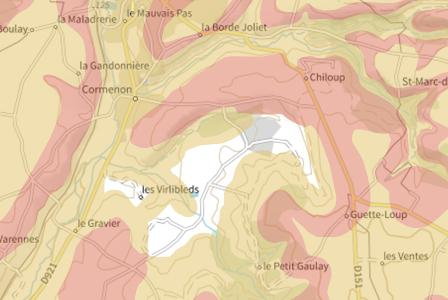 125
le Mauvais Pas
la Maladrerie
Boulay
la Borde Joliet
la Gandonnière
Chiloup
St-Marc-d
Cormenon
les Virlibleds
le Gravier
Guette-Loup
Varennes
les Ventes
le Petit Gaulay
D921
D151